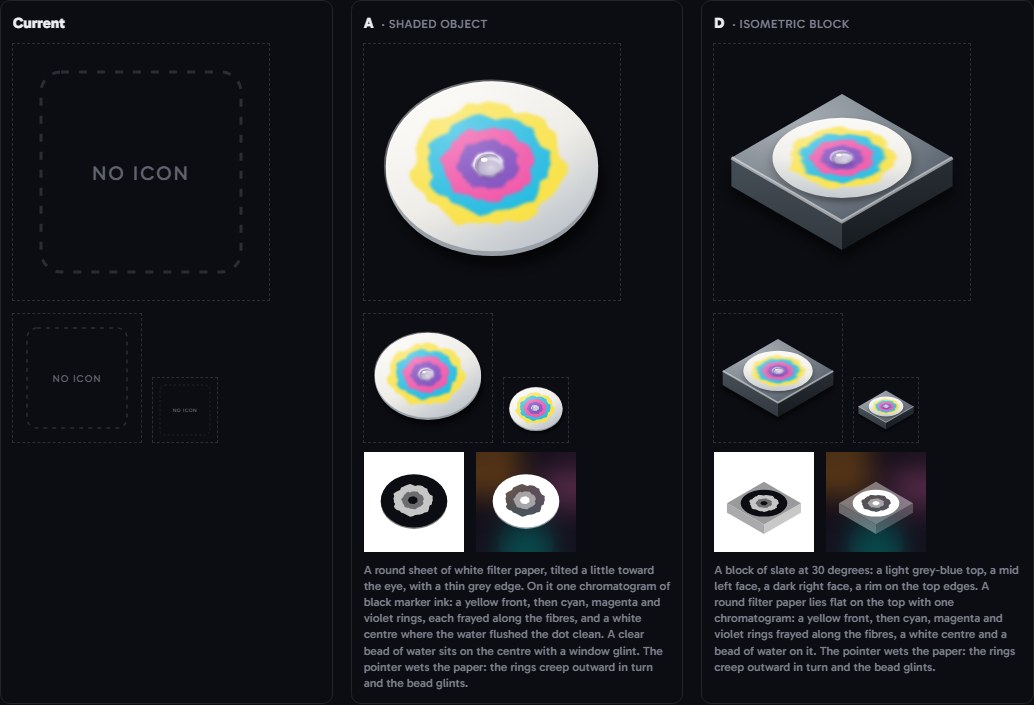 Current
NO ICON
NO ICON
NO ICON
A · SHADED OBJECT
A round sheet of white filter paper, tilted a little toward
the eye, with a thin grey edge. On it one chromatogram of
black marker ink: a yellow front, then cyan, magenta and
violet rings, each frayed along the fibres, and a white
centre where the water flushed the dot clean. A clear
bead of water sits on the centre with a window glint. The
pointer wets the paper: the rings creep outward in turn
and the bead glints.
D · ISOMETRIC BLOCK
A block of slate at 30 degrees: a light grey-blue top, a mid
left face, a dark right face, a rim on the top edges. A
round filter paper lies flat on the top with one
chromatogram: a yellow front, then cyan, magenta and
violet rings frayed along the fibres, a white centre and a
bead of water on it. The pointer wets the paper: the rings
creep outward in turn and the bead glints.